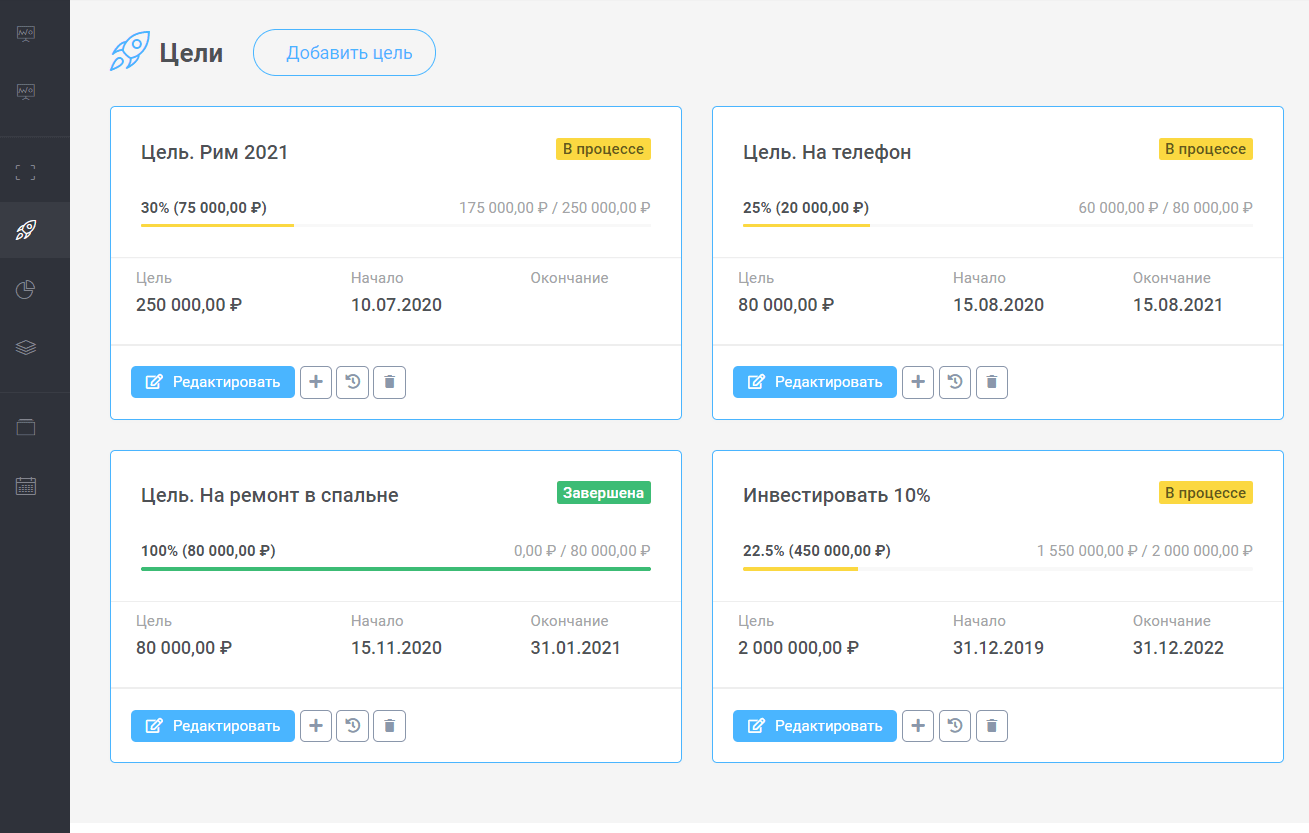 Цели
Добавить цель
Цель. Рим 2021
В процессе
30% (75 000,00 ₽)
175 000,00 ₽ / 250 000,00 ₽
Цель
Начало
Окончание
250 000,00 ₽
10.07.2020
Редактировать
Цель. На телефон
В процессе
25% (20 000,00 ₽)
60 000,00 ₽ / 80 000,00 ₽
Цель
Начало
Окончание
80 000,00 ₽
15.08.2020
15.08.2021
Редактировать
Цель. На ремонт в спальне
Завершена
100% (80 000,00 ₽)
0,00 ₽ / 80 000,00 ₽
Цель
Начало
Окончание
80 000,00 ₽
15.11.2020
31.01.2021
Редактировать
Инвестировать 10%
В процессе
22.5% (450 000,00 ₽)
1 550 000,00 ₽ / 2 000 000,00 ₽
Цель
Начало
Окончание
2 000 000,00 ₽
31.12.2019
31.12.2022
Редактировать